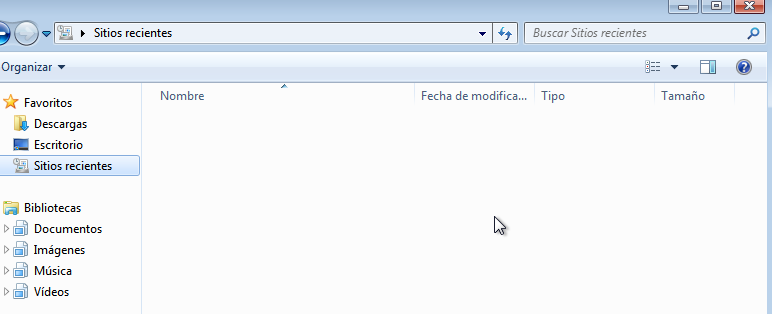 Sitios recientes
Buscar Sitios recientes
Organizar
Nombre
Fecha de modifica...
Tipo
Tamaño
Favoritos
Descargas
Escritorio
Sitios recientes
Bibliotecas
Documentos
Imágenes
Música
Vídeos